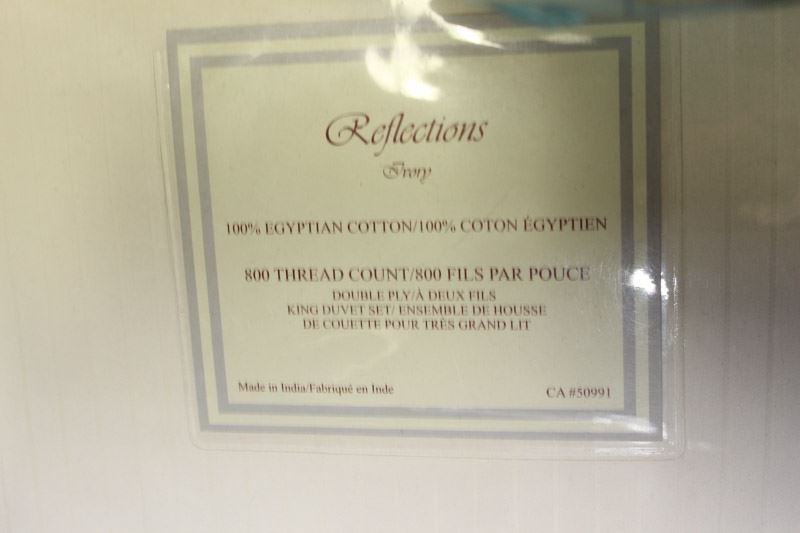 Reflections
Ivory
100% EGYPTIAN COTTON/100% COTON ÉGYPTIEN
800 THREAD COUNT/800 FILS PAR POUCE
DOUBLE PLY/À DEUX FILS
KING DUVET SET/ ENSEMBLE DE HOUSSE
DE COUETTE POUR TRÈS GRAND LIT
Made in India/Fabriqué en Inde
CA #50991